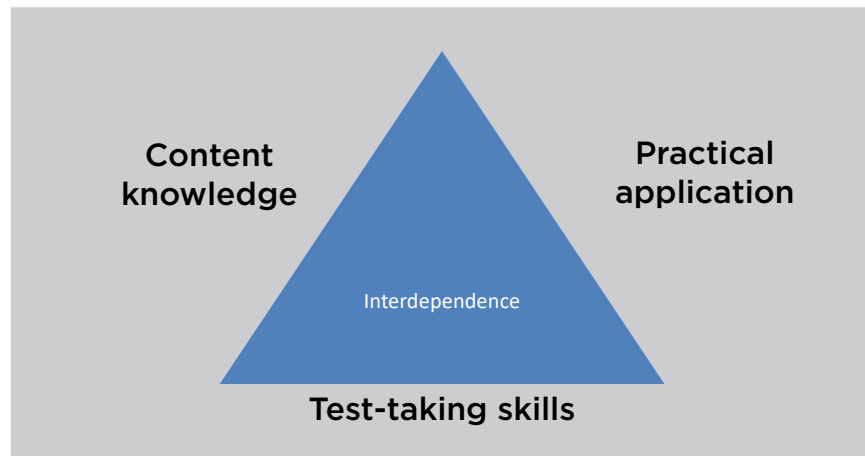 Content
knowledge
Practical
application
Interdependence
Test-taking skills